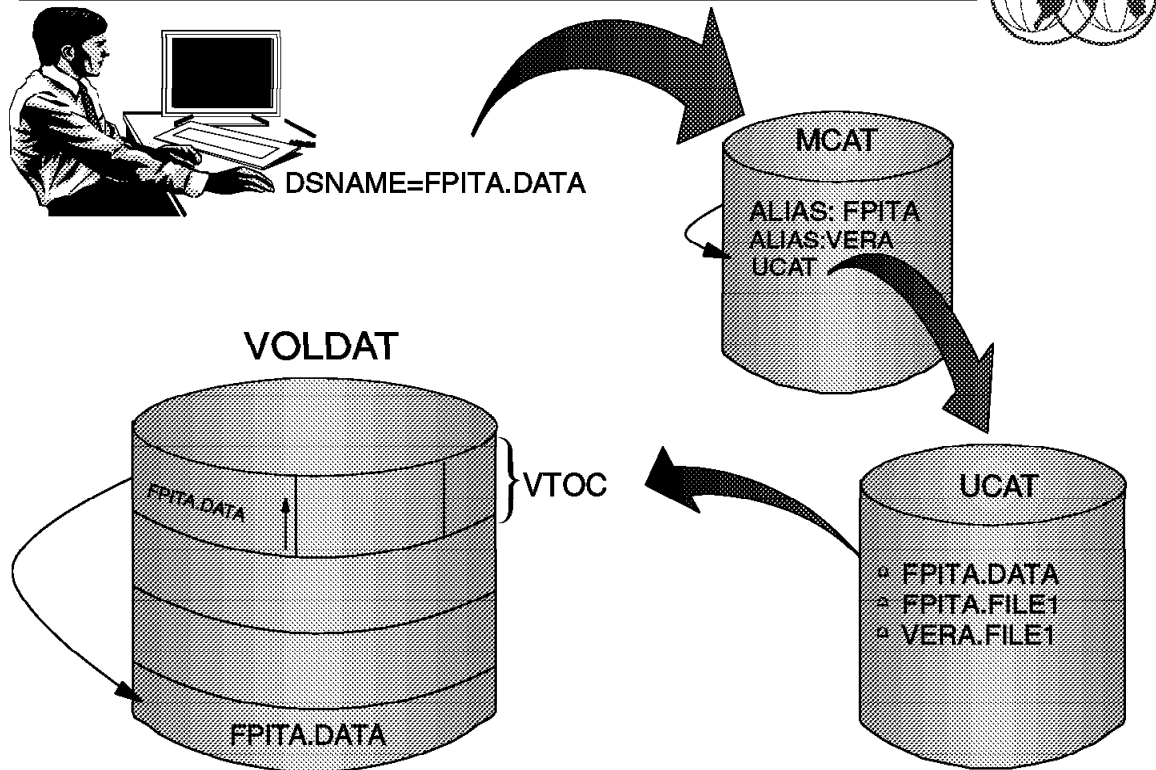 MCAT
DSNAME=FPITA.DATA
ALIAS: FPITA
ALIAS:VERA
UCAT
VOLDAT
FPITA.DATA
VTOC
UCAT
FPITA.DATA
FPITA.FILE1
VERA.FILE1
FPITA.DATA